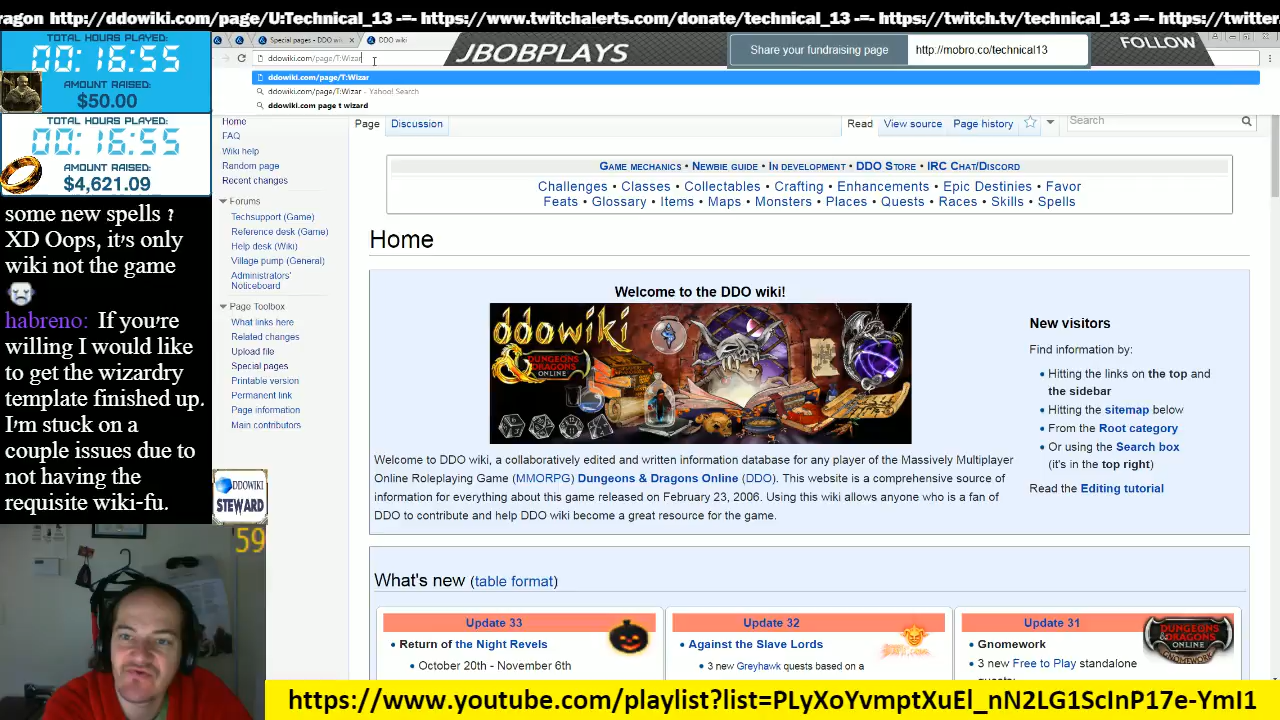 ragon ddowiki.com/page/U:Technical_13 -=- https://www.twitchalerts.com/donate/technical_13 -=- https://twitch.tv/technical_13 -=- https://twitter
TOTAL HOURS PLAYED:
00:16:55
AMOUNT RAISED:
$50.00
TOTAL HOURS PLAYED:
00:16:55
AMOUNT RAISED:
$4,621.09
some new spells ?
XD Oops, it's only
wiki not the game
habreno: If you're
willing I would like
to get the wizardry
template finished up.
I'm stuck on a
couple issues due to
not having the
requisite wiki-fu.
DDOWIKI
STEWARD
59
Special pages - DDO wi
DDO wiki
JBOBPLAYS
Share your fundraising page
http://mobro.co/technical13
FOLLOW
ddowiki.com/page/T:Wizar
ddowiki.com/page/T:Wizar
ddowiki.com/page/T:Wizar - Yahoo! Search
ddowiki.com page t wizard
Home
FAQ
Wiki help
Random page
Recent changes
Forums
Techsupport (Game)
Reference desk (Game)
Help desk (Wiki)
Village pump (General)
Administrators'
Noticeboard
Page Toolbox
What links here
Related changes
Upload file
Special pages
Printable version
Permanent link
Page information
Main contributors
Page Discussion
Read View source Page history
Search
Game mechanics • Newbie guide • In development • DDO Store • IRC Chat/Discord
Challenges • Classes • Collectables • Crafting • Enhancements • Epic Destinies • Favor
Feats • Glossary • Items • Maps • Monsters • Places • Quests • Races • Skills • Spells
Home
Welcome to the DDO wiki!
ddowiki
DUNGEONS & DRAGONS
ONLINE
Welcome to DDO wiki, a collaboratively edited and written information database for any player of the Massively Multiplayer
Online Roleplaying Game (MMORPG) Dungeons & Dragons Online (DDO). This website is a comprehensive source of
information for everything about this game released on February 23, 2006. Using this wiki allows anyone who is a fan of
DDO to contribute and help DDO wiki become a great resource for the game.
New visitors
Find information by:
• Hitting the links on the top and
the sidebar
• Hitting the sitemap below
• From the Root category
• Or using the Search box
(it's in the top right)
Read the Editing tutorial
What's new (table format)
Update 33
• Return of the Night Revels
• October 20th - November 6th
Update 32
• Against the Slave Lords
• 3 new Greyhawk quests based on a
Update 31
• Gnomework
• 3 new Free to Play standalone
DUNGEONS & DRAGONS
https://www.youtube.com/playlist?list=PLyXoYvmptXuEl_nN2LG1ScInP17e-YmI1